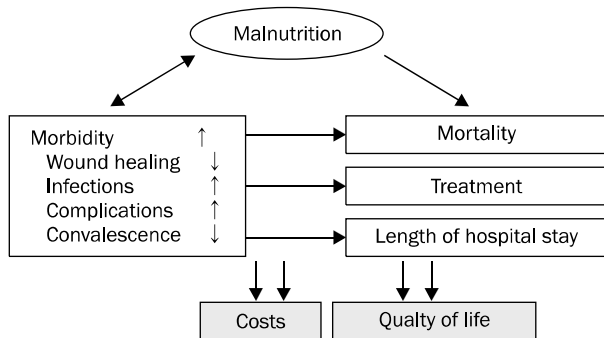 Malnutrition
Morbidity ↑
Wound healing ↓
Infections ↑
Complications ↑
Convalescence ↓
Mortality
Treatment
Length of hospital stay
Costs
Qualty of life